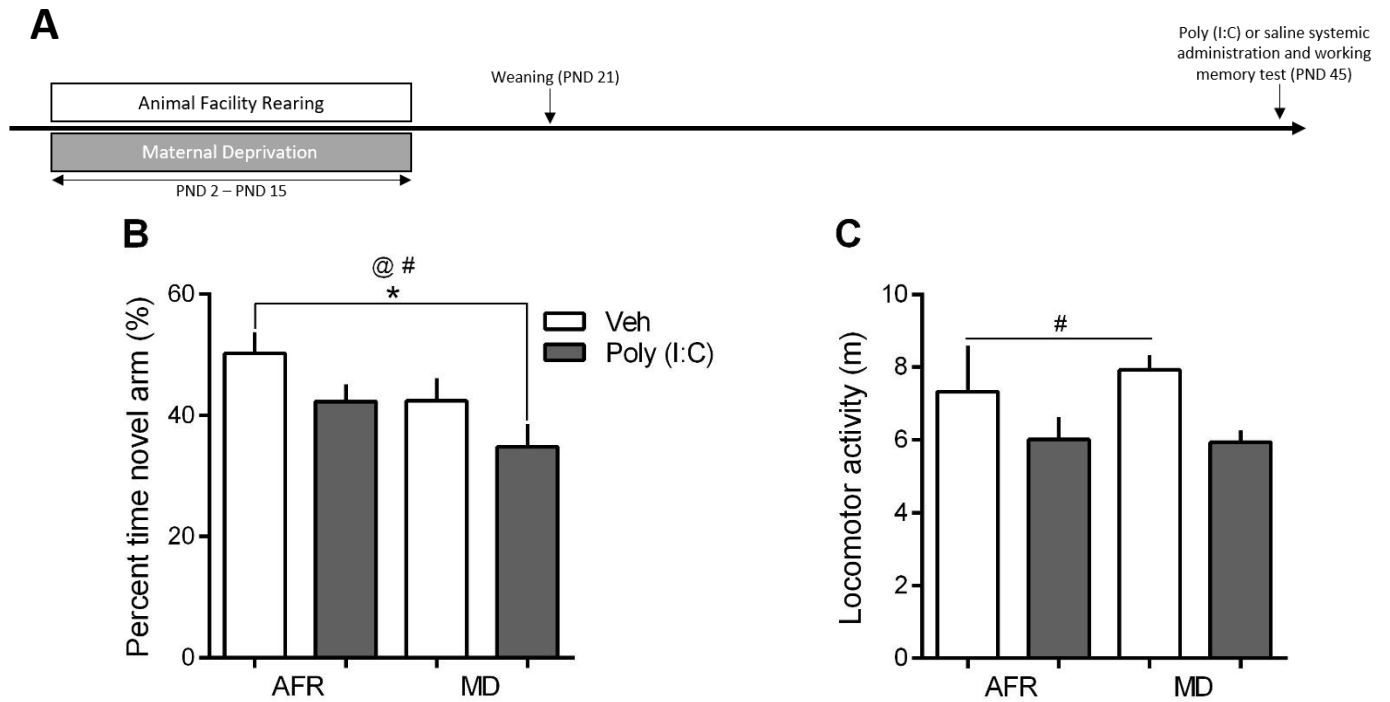 A
Poly (I:C) or saline systemic
administration and working
memory test (PND 45)
Weaning (PND 21)
Animal Facility Rearing
Maternal Deprivation
PND 2 – PND 15
B
@ #
*
Percent time novel arm (%)
60
40
20
0
AFR
MD
Veh
Poly (I:C)
C
#
Locomotor activity (m)
10
8
6
4
2
0
AFR
MD